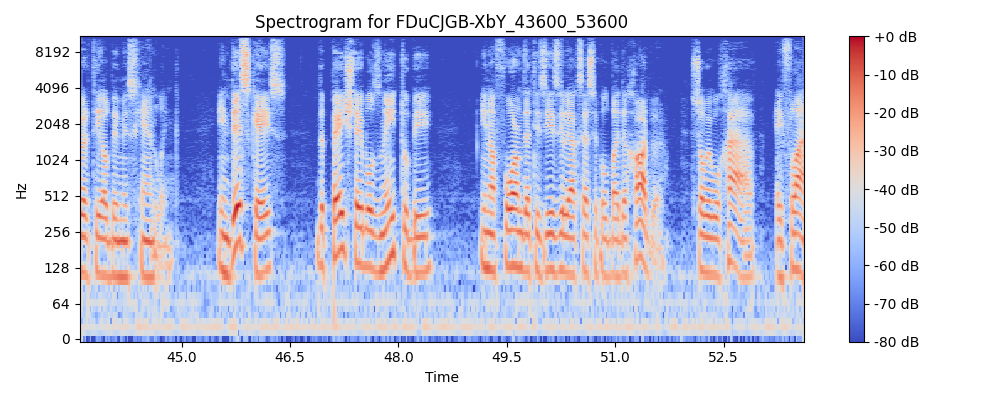 Spectrogram for FDuCJGB-XbY_43600_53600
8192
4096
2048
1024
512
256
128
64
0
Hz
45.0 46.5 48.0 49.5 51.0 52.5
Time
+0 dB
-10 dB
-20 dB
-30 dB
-40 dB
-50 dB
-60 dB
-70 dB
-80 dB